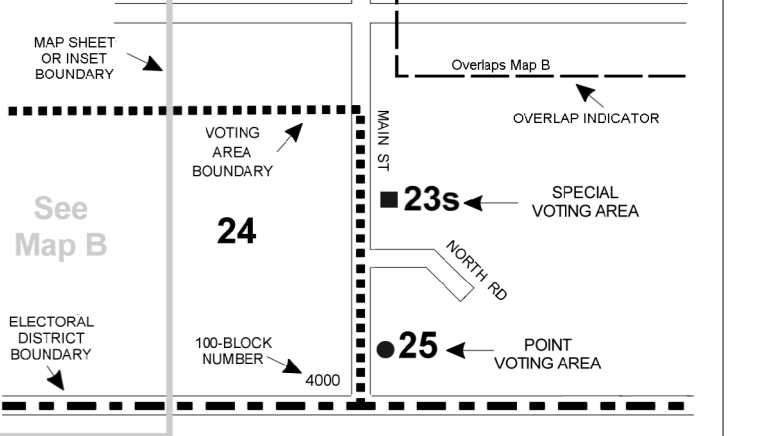 MAP SHEET
OR INSET
BOUNDARY
Overlaps Map B
OVERLAP INDICATOR
VOTING
AREA
BOUNDARY
MAIN ST
23s
SPECIAL
VOTING AREA
See
Map B
24
NORTH RD
ELECTORAL
DISTRICT
BOUNDARY
100-BLOCK
NUMBER
4000
25
POINT
VOTING AREA